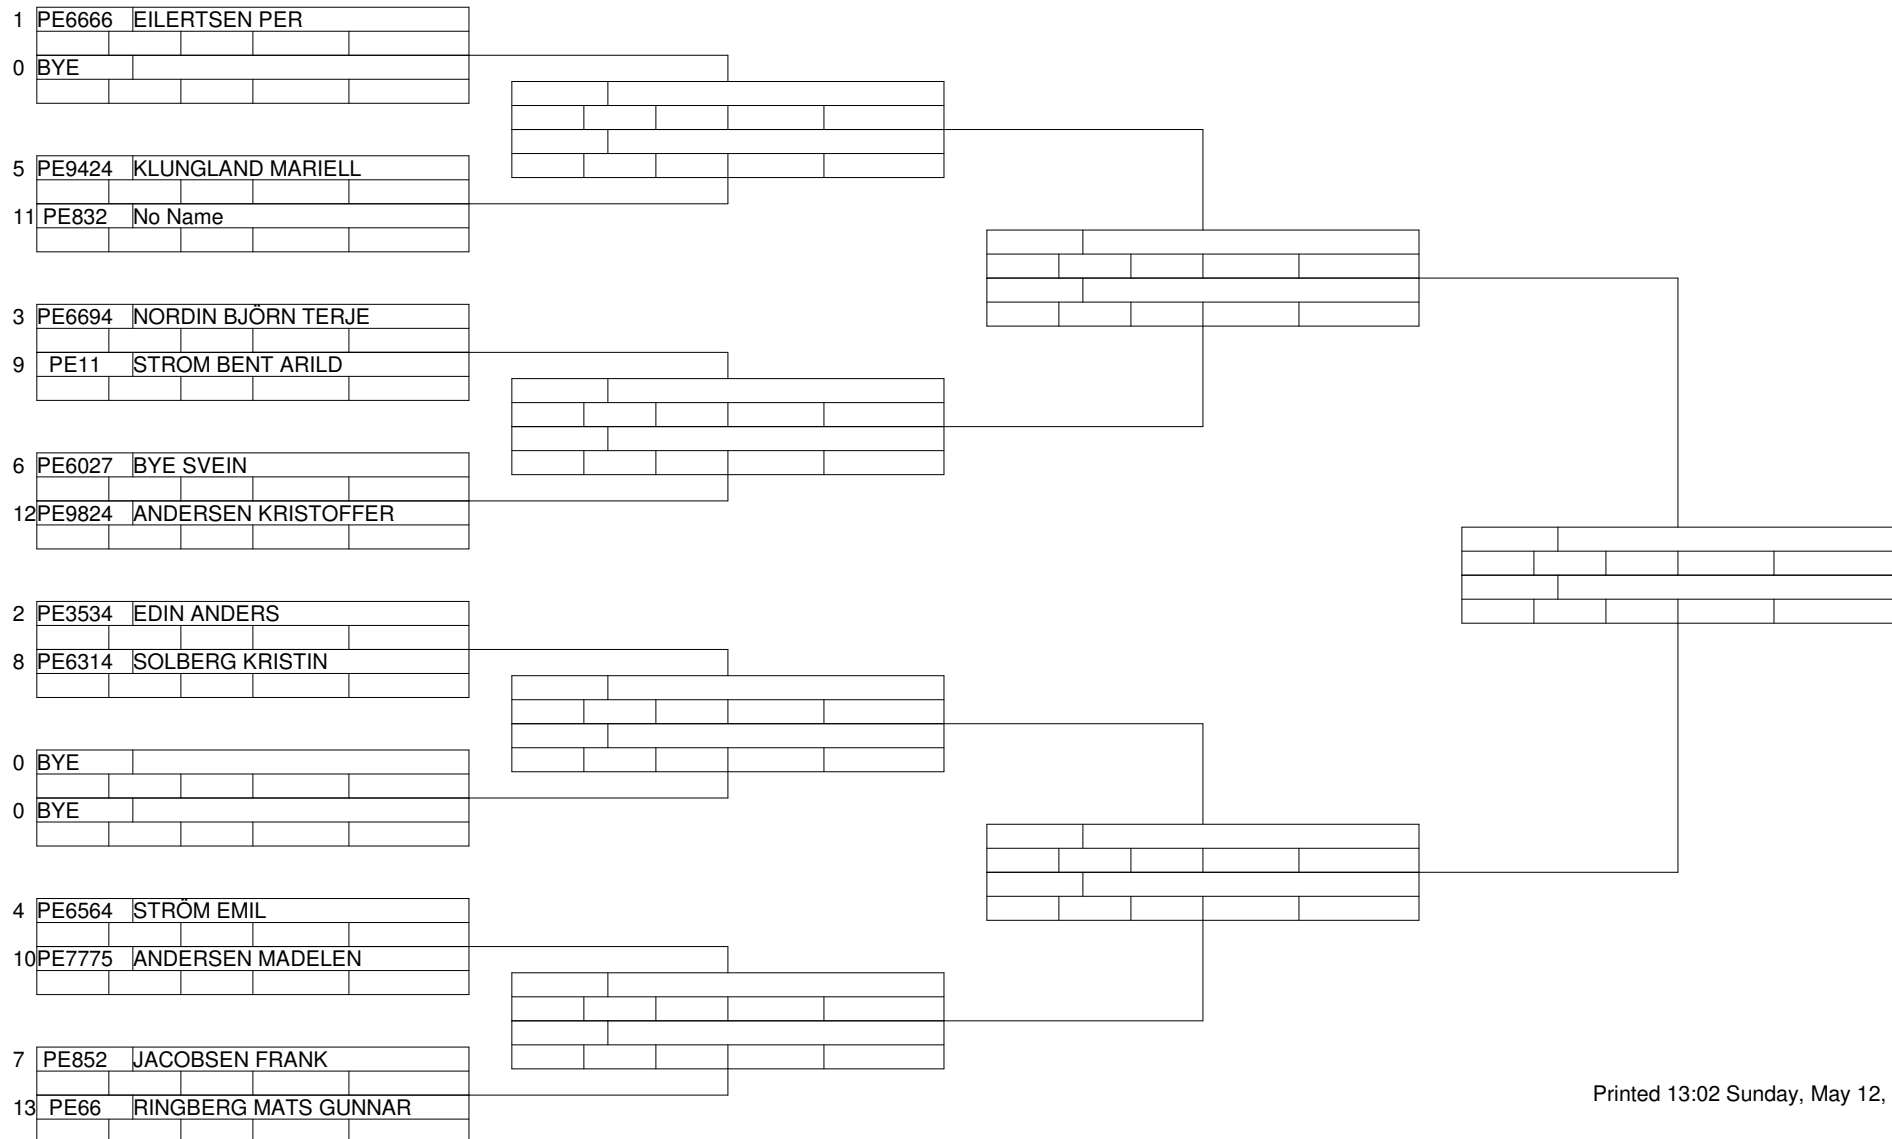 1 PE6666 EILERTSEN PER
0 BYE
5 PE9424 KLUNGLAND MARIELL
11 PE832 No Name
3 PE6694 NORDIN BJÖRN TERJE
9 PE11 STROM BENT ARILD
6 PE6027 BYE SVEIN
12 PE9824 ANDERSEN KRISTOFFER
2 PE3534 EDIN ANDERS
8 PE6314 SOLBERG KRISTIN
0 BYE
0 BYE
4 PE6564 STRÖM EMIL
10 PE7775 ANDERSEN MADELEN
7 PE852 JACOBSEN FRANK
13 PE66 RINGBERG MATS GUNNAR
Printed 13:02 Sunday, May 12,